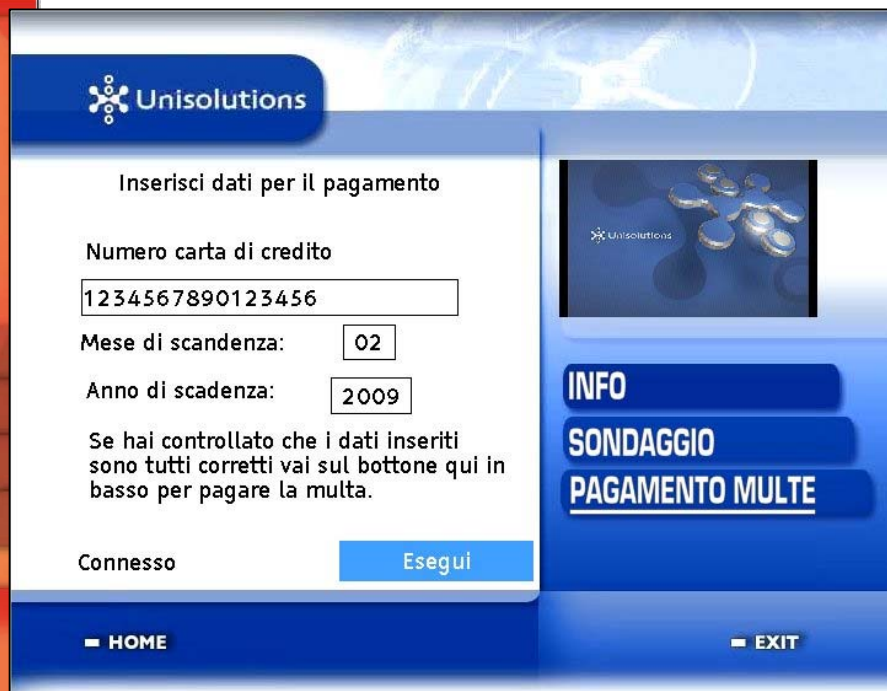 Unisolutions
Inserisci dati per il pagamento
Numero carta di credito
1234567890123456
Mese di scandenza:
02
Anno di scadenza:
2009
Se hai controllato che i dati inseriti
sono tutti corretti vai sul bottone qui in
basso per pagare la multa.
Connesso
Esegui
Unisolutions
INFO
SONDAGGIO
PAGAMENTO MULTE
HOME
EXIT